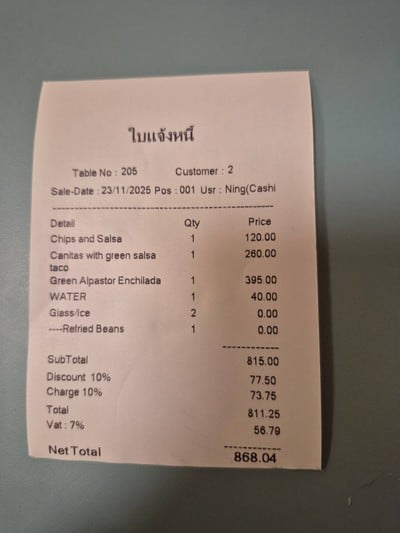 ใบแจ้งหนี้
Table No : 205 Customer : 2
Sale-Date : 23/11/2025 Pos : 001 Usr : Ning(Cashi
Detail Qty Price
Chips and Salsa 1 120.00
Canitas with green salsa 1 260.00
taco
Green Alpastor Enchilada 1 395.00
WATER 1 40.00
Glass/Ice 2 0.00
----Refried Beans 1 0.00
SubTotal 815.00
Discount 10% 77.50
Charge 10% 73.75
Total 811.25
Vat : 7% 56.79
Net Total 868.04